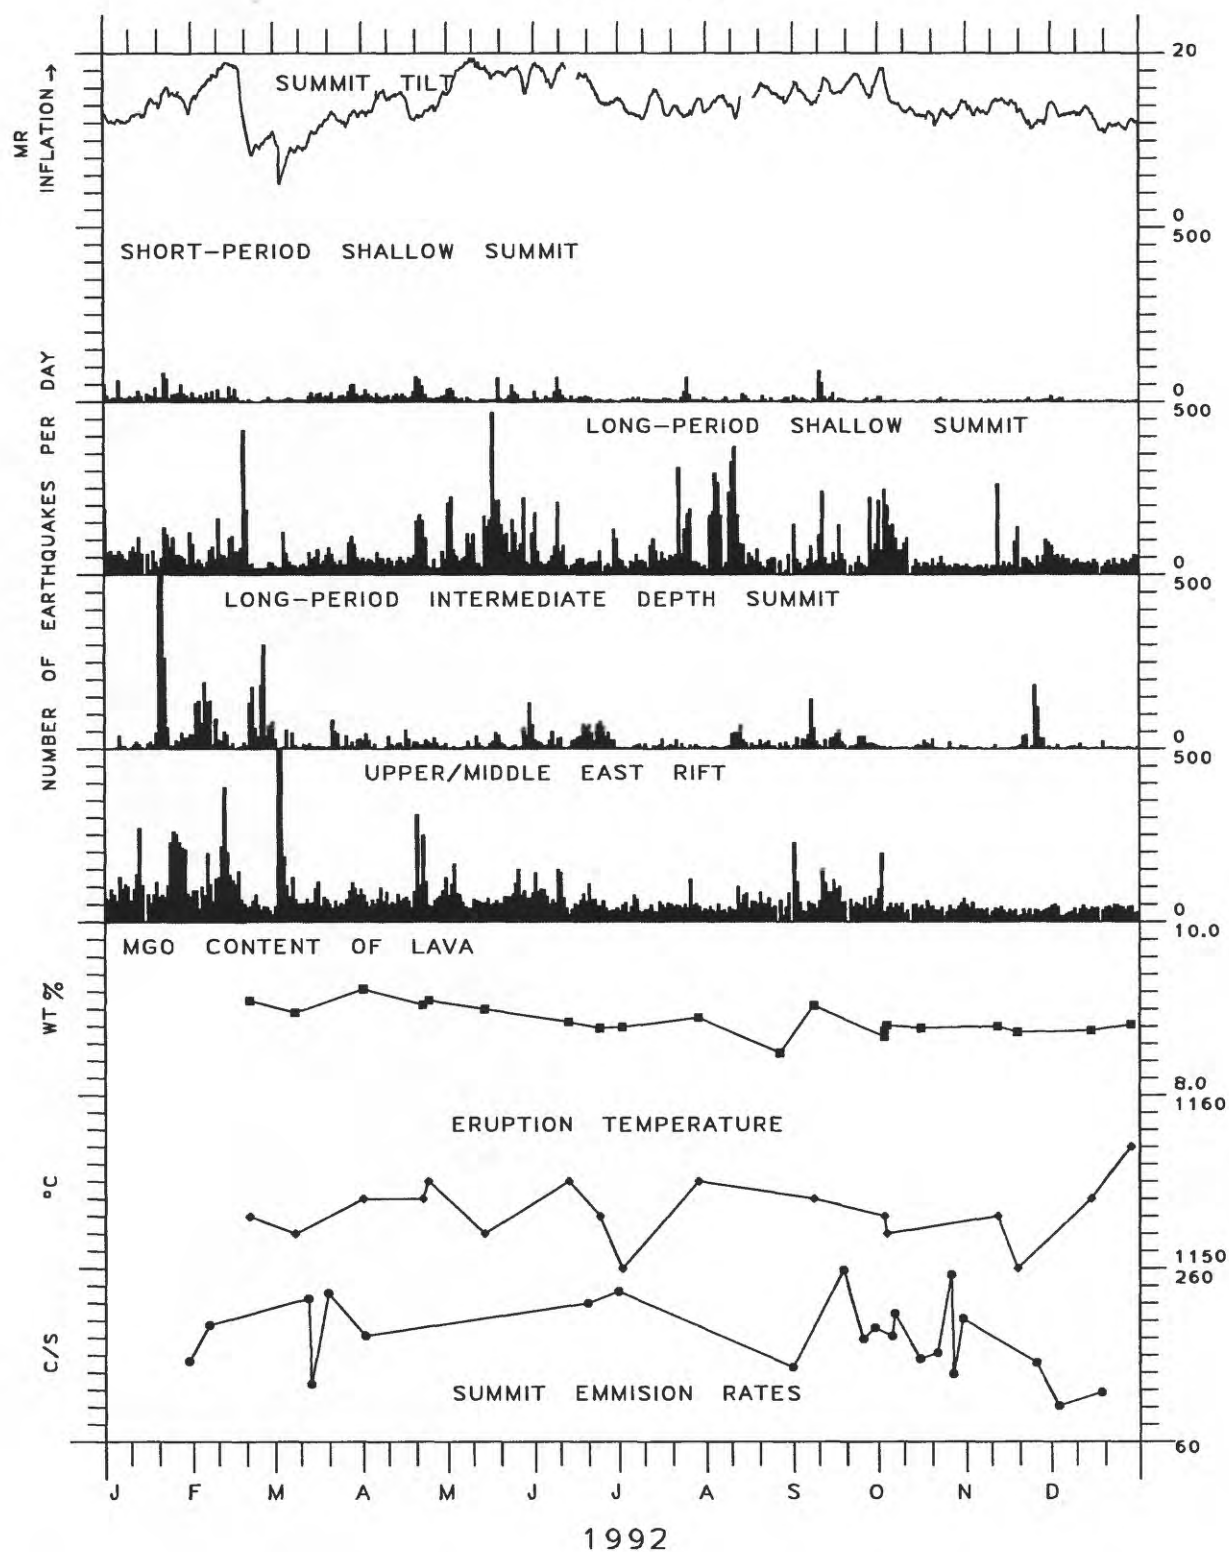 20
SUMMIT TILT
MR
INFLATION →
0
500
SHORT-PERIOD SHALLOW SUMMIT
NUMBER OF EARTHQUAKES PER DAY
0
500
LONG-PERIOD SHALLOW SUMMIT
0
500
LONG-PERIOD INTERMEDIATE DEPTH SUMMIT
0
500
UPPER/MIDDLE EAST RIFT
0
10.0
MGO CONTENT OF LAVA
WT %
8.0
1160
ERUPTION TEMPERATURE
°C
1150
260
C/S
SUMMIT EMMISION RATES
60
J F M A M J J A S O N D
1992